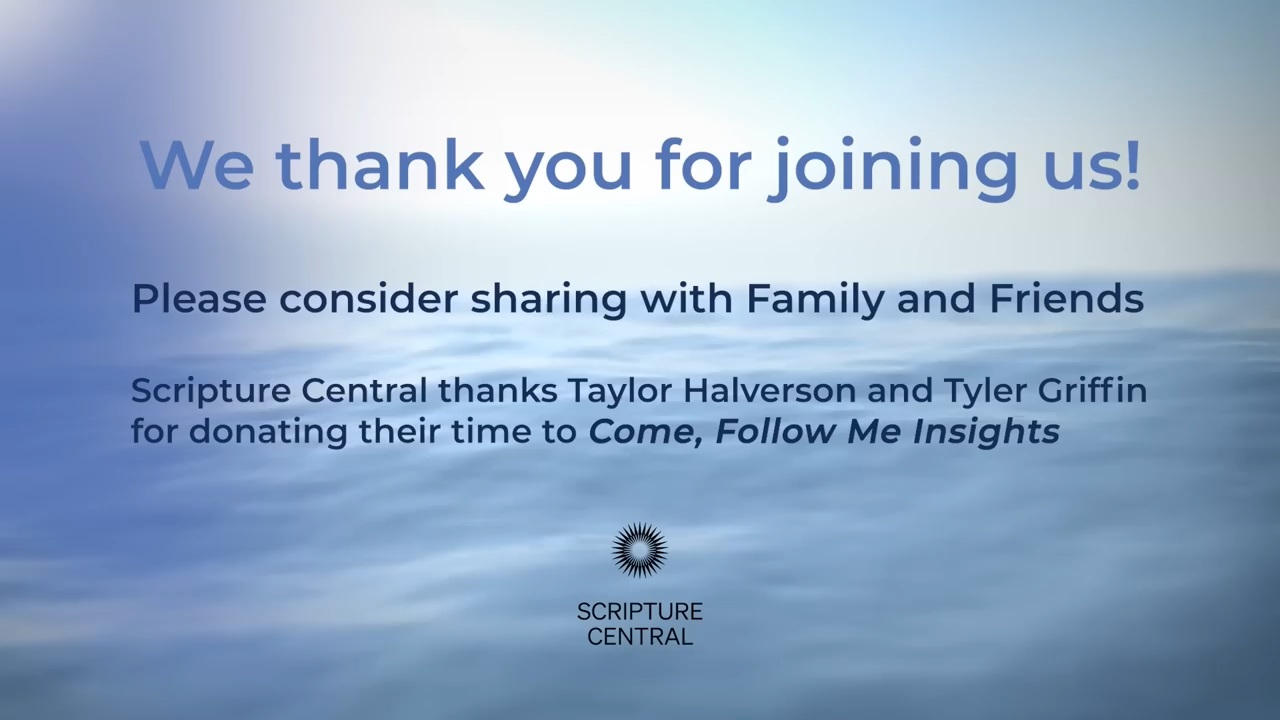 We thank you for joining us!
Please consider sharing with Family and Friends
Scripture Central thanks Taylor Halverson and Tyler Griffin
for donating their time to Come, Follow Me Insights
SCRIPTURE
CENTRAL